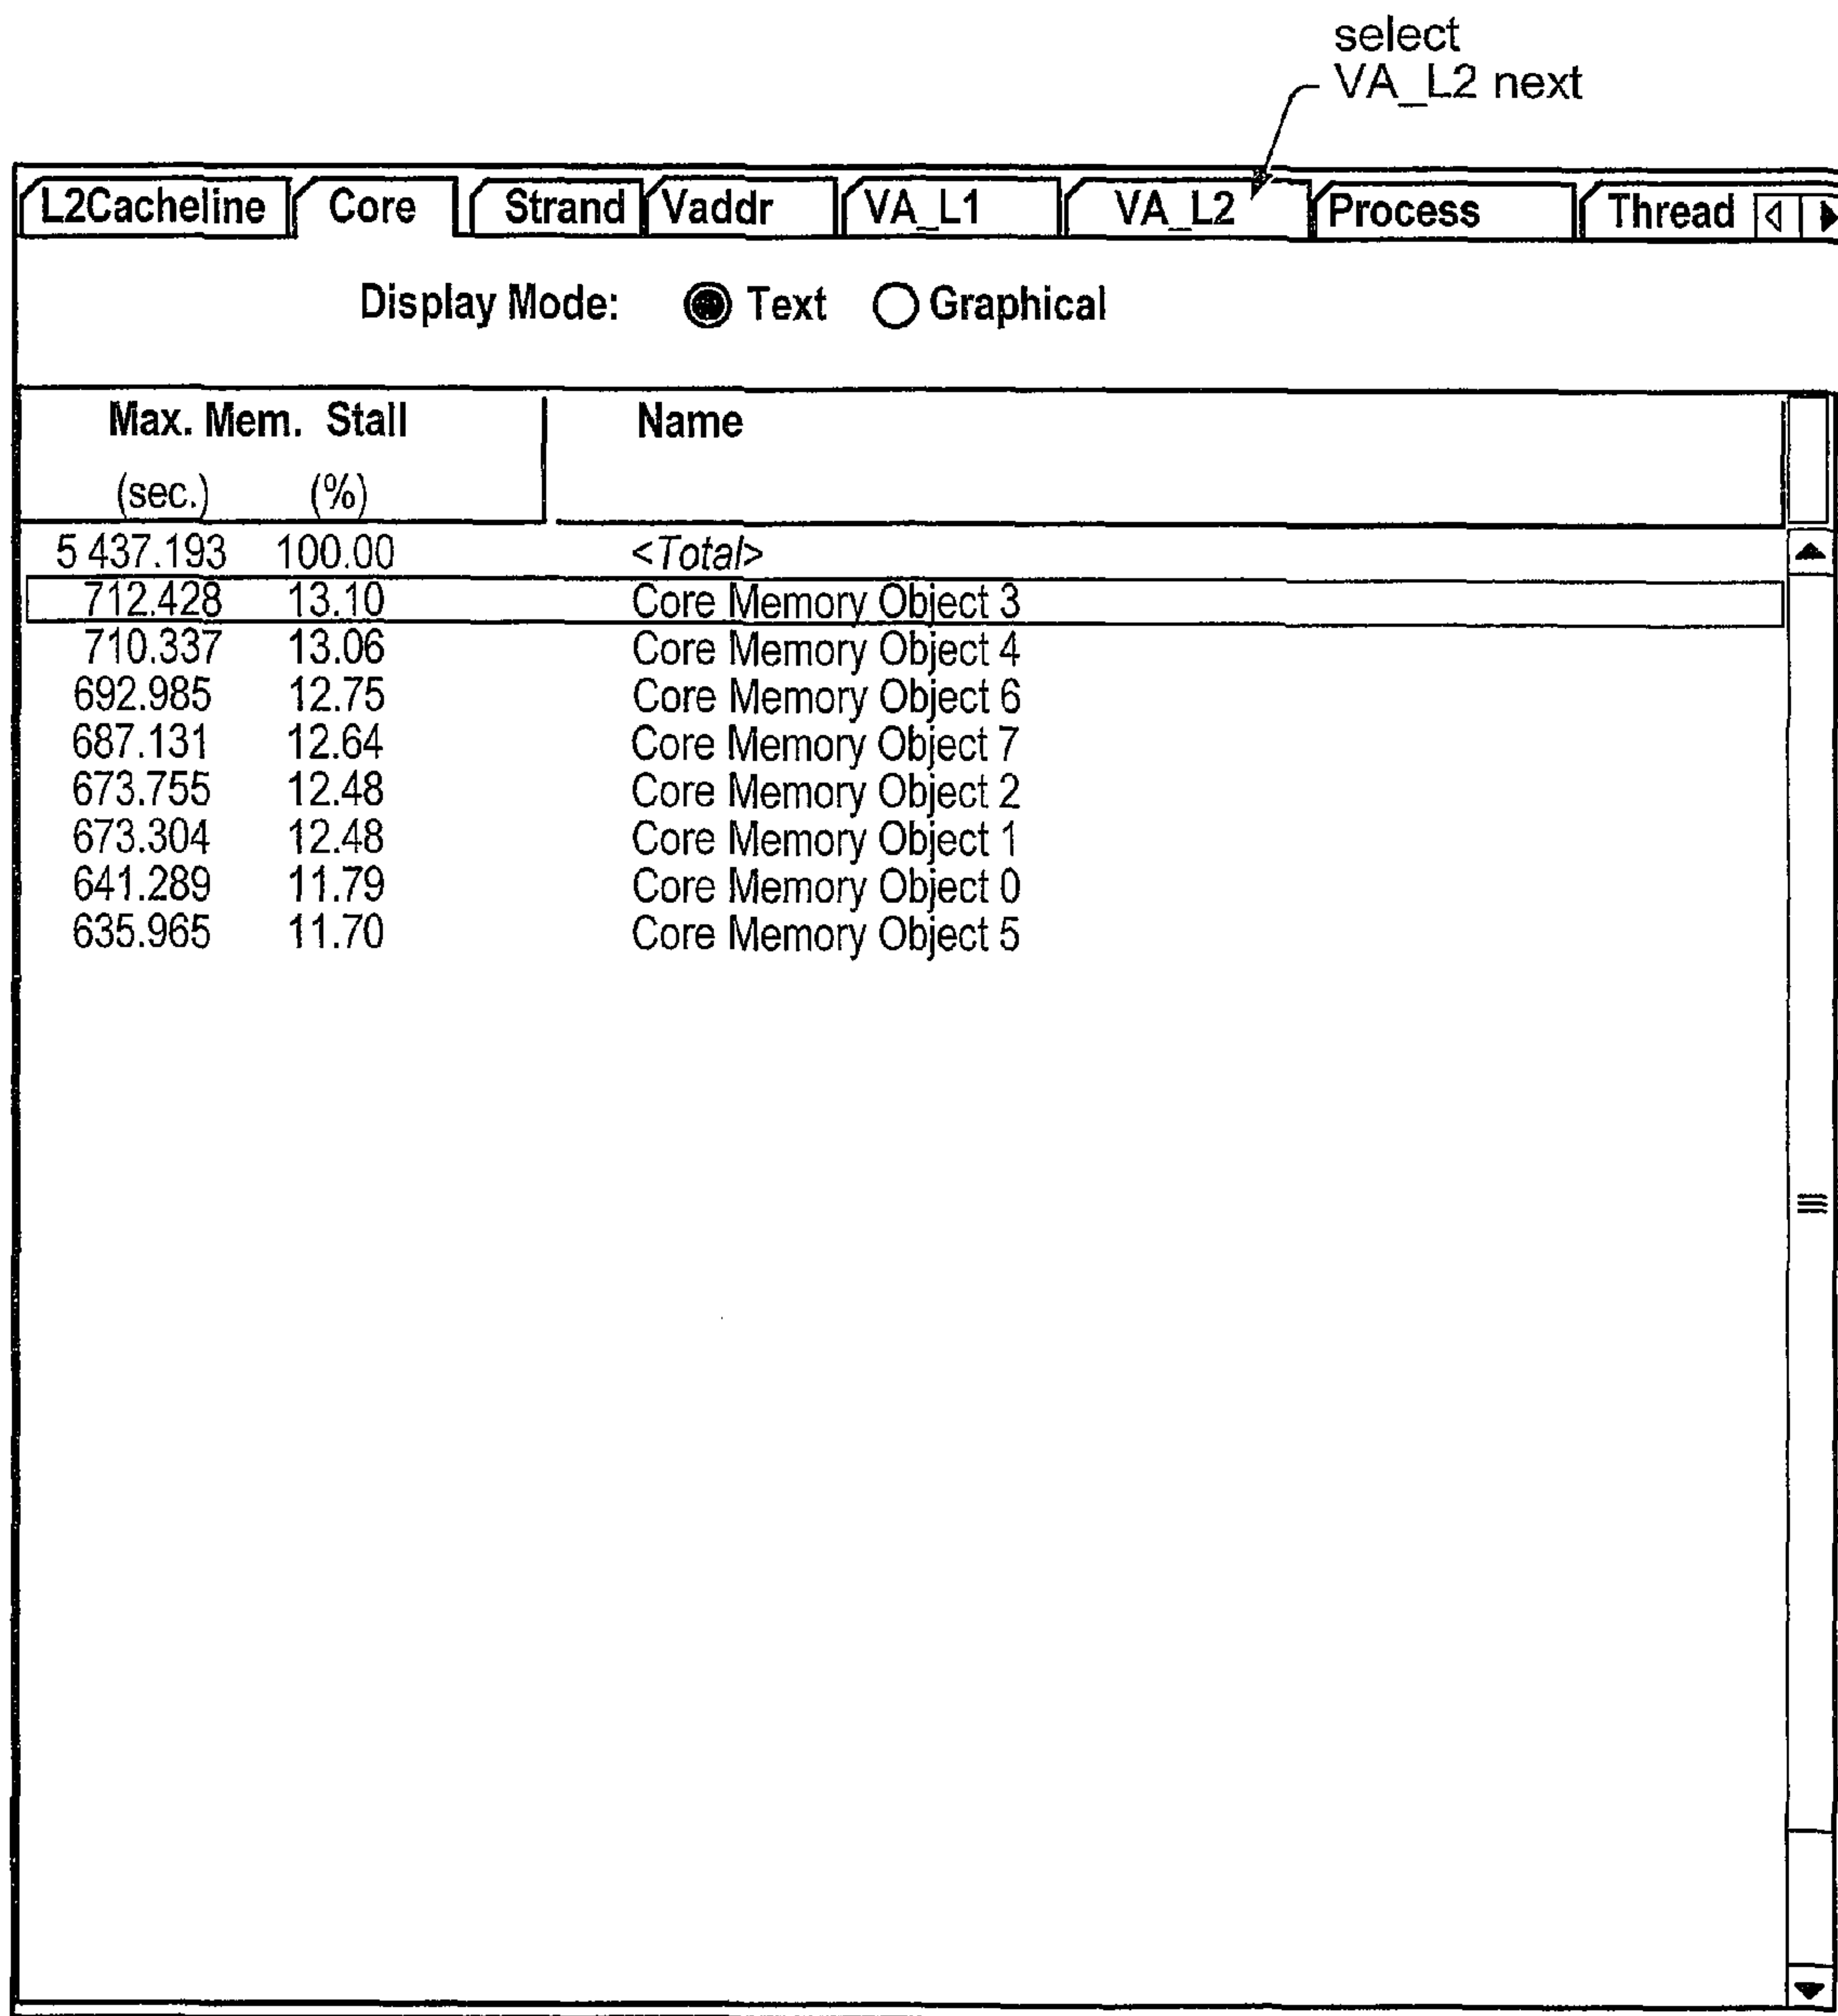 select
VA_L2 next
L2Cacheline Core Strand Vaddr VA_L1 VA_L2 Process Thread
Display Mode: Text Graphical
Max. Mem. Stall Name
(sec.) (%)
5 437.193 100.00 <Total>
712.428 13.10 Core Memory Object 3
710.337 13.06 Core Memory Object 4
692.985 12.75 Core Memory Object 6
687.131 12.64 Core Memory Object 7
673.755 12.48 Core Memory Object 2
673.304 12.48 Core Memory Object 1
641.289 11.79 Core Memory Object 0
635.965 11.70 Core Memory Object 5